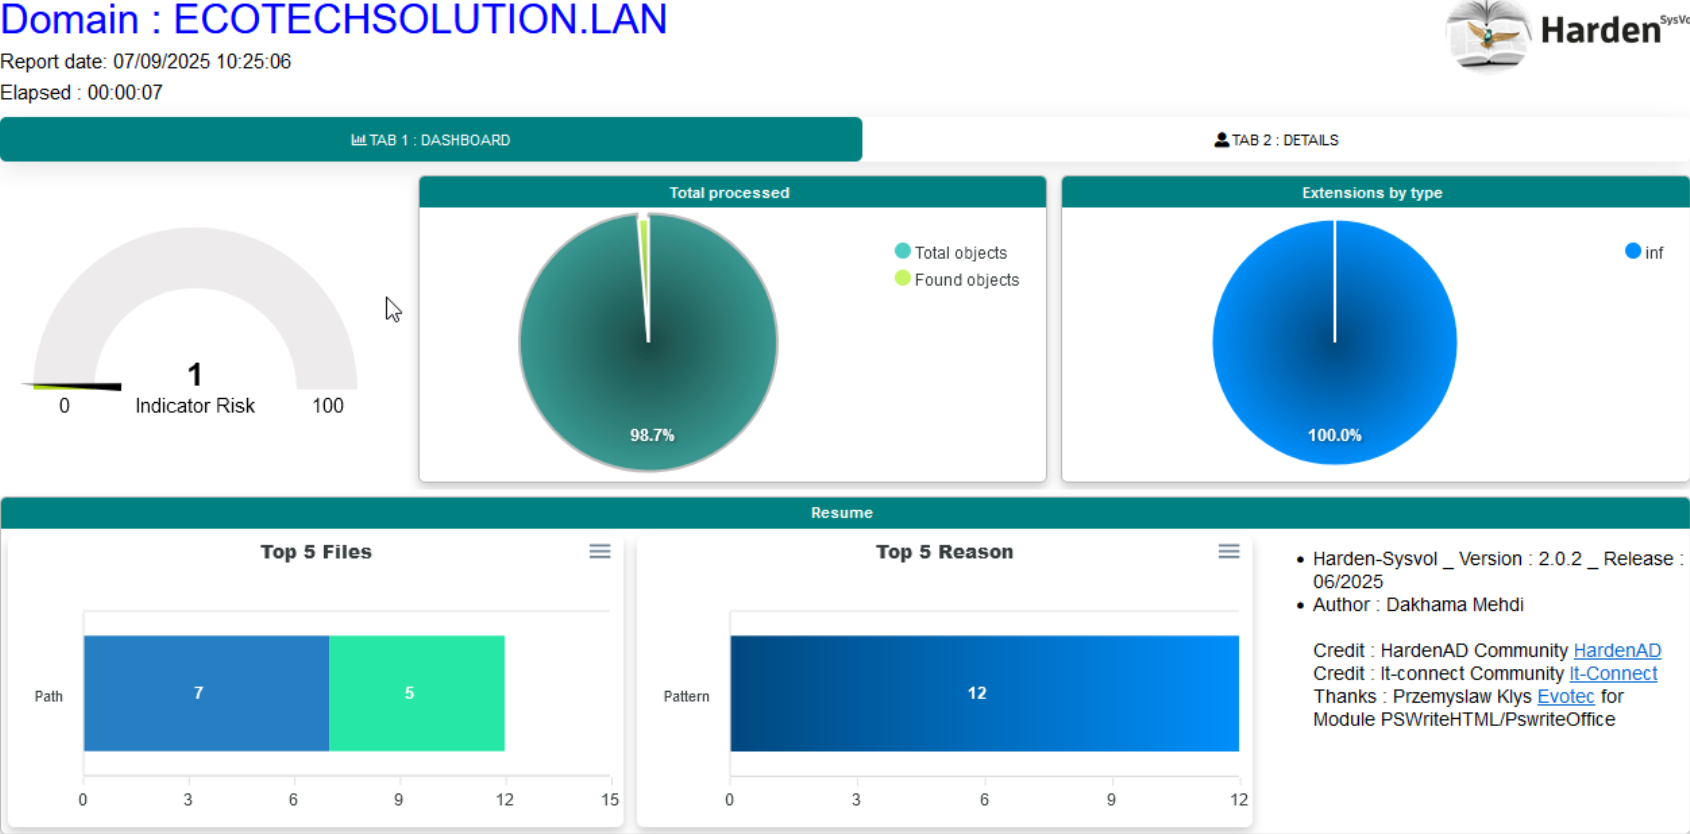 Domain : ECOTECHSOLUTION.LAN
Harden
Report date: 07/09/2025 10:25:06
Elapsed : 00:00:07
TAB 1 : DASHBOARD
TAB 2 : DETAILS
Total processed
Extensions by type
Total objects
Found objects
inf
1
0
Indicator Risk
100
98.7%
100.0%
Resume
Top 5 Files
Top 5 Reason
Path
7
5
0
3
6
9
12
15
Pattern
12
0
3
6
9
12
• Harden-Sysvol _ Version : 2.0.2 _ Release :
06/2025
• Author : Dakhama Mehdi
Credit : HardenAD Community HardenAD
Credit : It-connect Community It-Connect
Thanks : Przemyslaw Klys Evotec for
Module PSWriteHTML/PswriteOffice